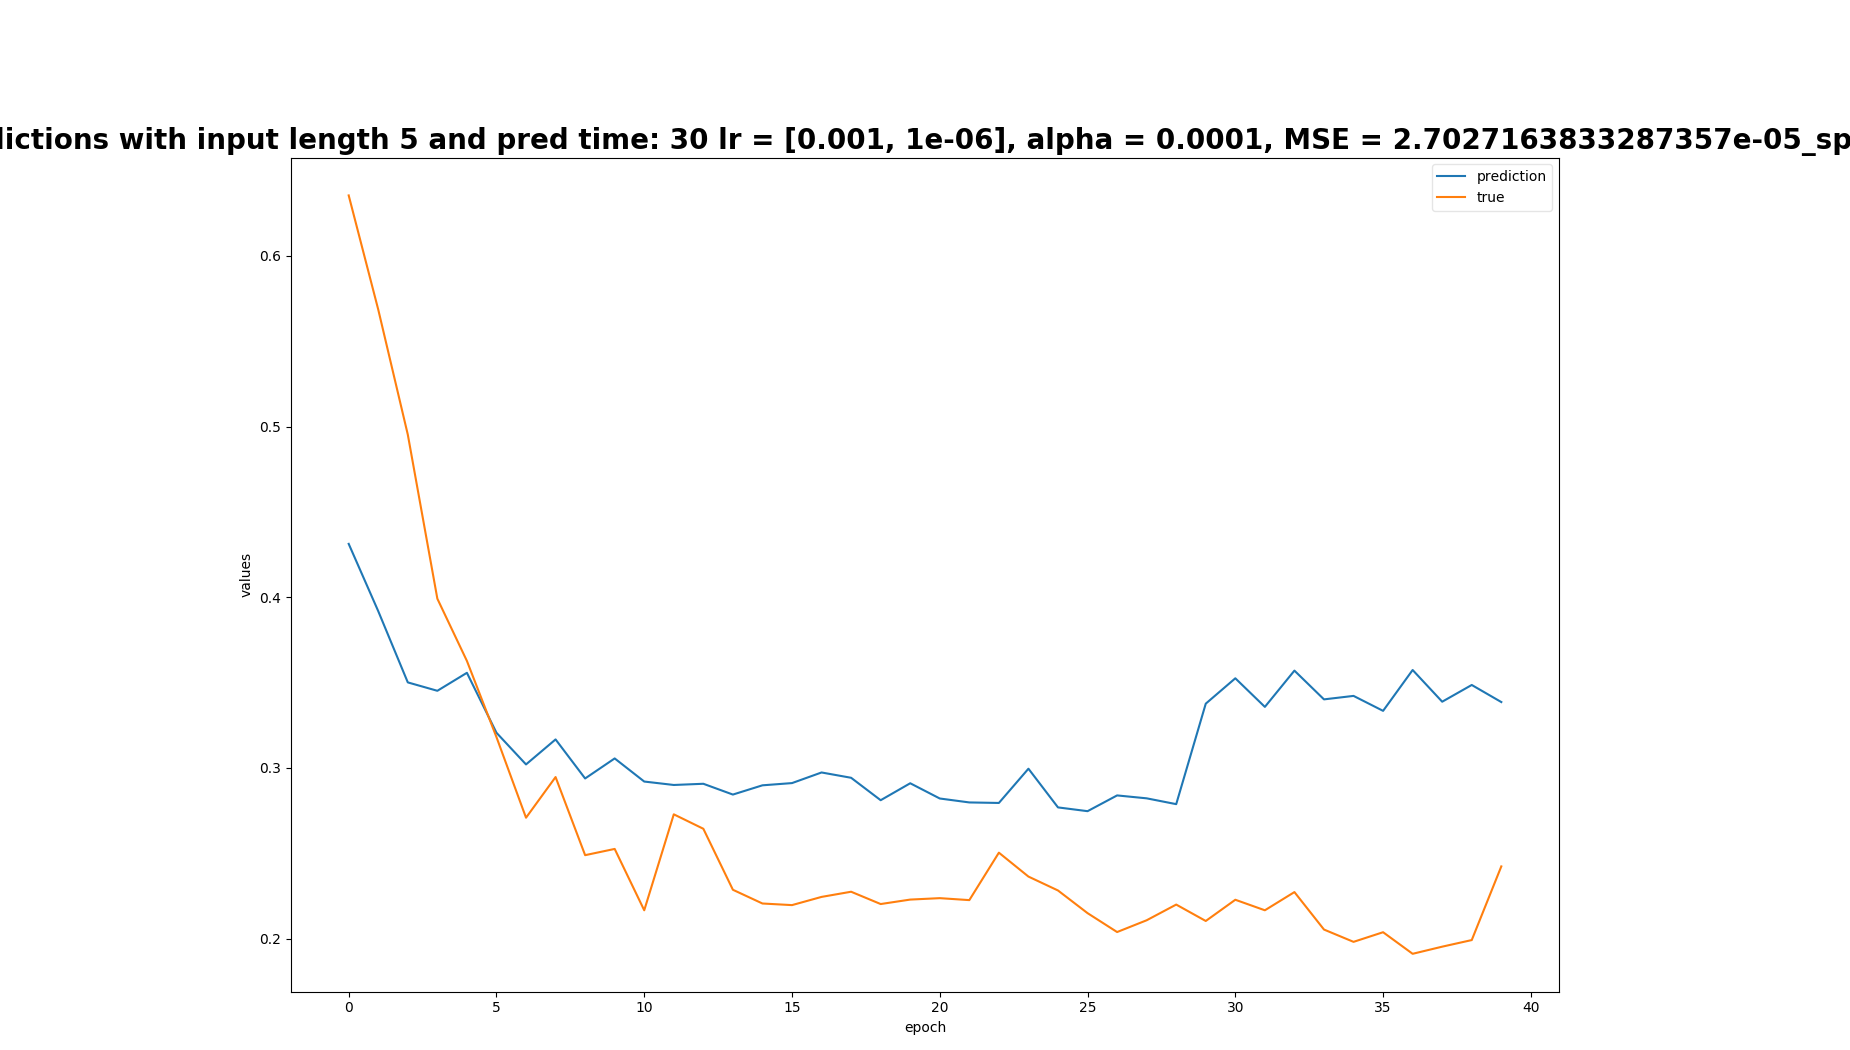 with input length 5 and pred time: 30 lr = [0.001, 1e-06], alpha = 0.0001, MSE = 2.7027163833287357e-05_sp
prediction
true
0.6
0.5
0.4
0.3
0.2
values
0 5 10 15 20 25 30 35 40
epoch